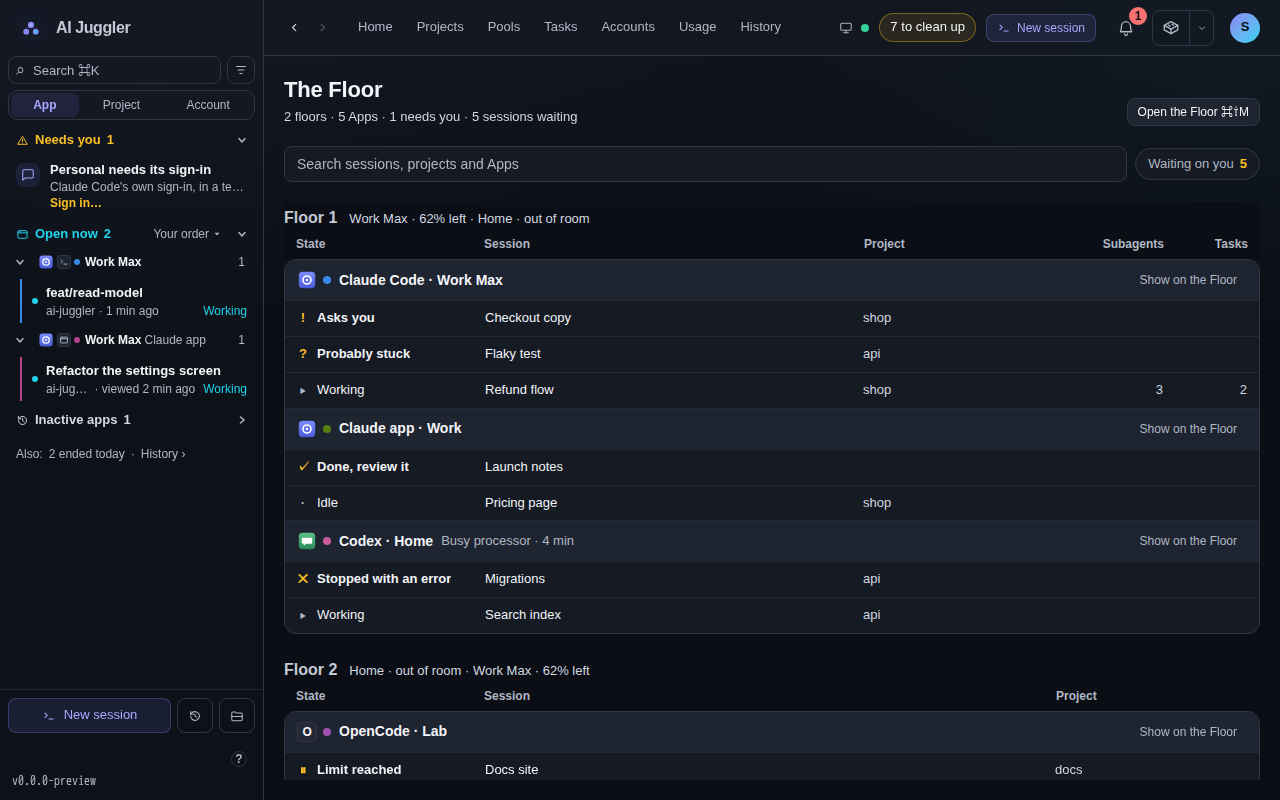 AI Juggler
Search ⌘K
App Project Account
Needs you 1
Personal needs its sign-in
Claude Code's own sign-in, in a te…
Sign in…
Open now 2 Your order
Work Max 1
feat/read-model
ai-juggler · 1 min ago Working
Work Max Claude app 1
Refactor the settings screen
ai-jug… · viewed 2 min ago Working
Inactive apps 1
Also: 2 ended today · History ›
New session
?
v0.0.0-preview
Home Projects Pools Tasks Accounts Usage History
7 to clean up
New session
1
S
The Floor
2 floors · 5 Apps · 1 needs you · 5 sessions waiting
Open the Floor ⌘⇧M
Search sessions, projects and Apps
Waiting on you 5
Floor 1 Work Max · 62% left · Home · out of room
State Session Project Subagents Tasks
Claude Code · Work Max Show on the Floor
! Asks you Checkout copy shop
? Probably stuck Flaky test api
▸ Working Refund flow shop 3 2
Claude app · Work Show on the Floor
✓ Done, review it Launch notes
· Idle Pricing page shop
Codex · Home Busy processor · 4 min Show on the Floor
✕ Stopped with an error Migrations api
▸ Working Search index api
Floor 2 Home · out of room · Work Max · 62% left
State Session Project
O OpenCode · Lab Show on the Floor
Limit reached Docs site docs